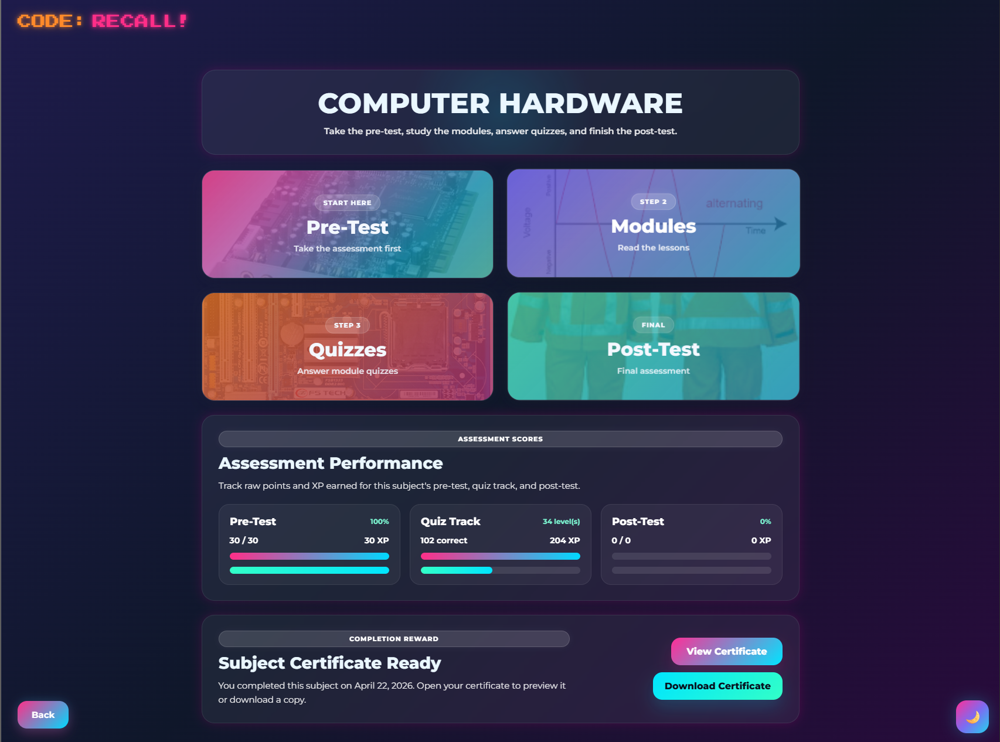 CODE: RECALL!
COMPUTER HARDWARE
Take the pre-test, study the modules, answer quizzes, and finish the post-test.
START HERE
Pre-Test
Take the assessment first
STEP 2
Modules
Read the lessons
Positive
Voltage
Negative
alternating
Time
STEP 3
Quizzes
Answer module quizzes
FS TECH
FINAL
Post-Test
Final assessment
ASSESSMENT SCORES
Assessment Performance
Track raw points and XP earned for this subject's pre-test, quiz track, and post-test.
Pre-Test 100%
30 / 30 30 XP
Quiz Track 34 level(s)
102 correct 204 XP
Post-Test 0%
0 / 0 0 XP
COMPLETION REWARD
Subject Certificate Ready
You completed this subject on April 22, 2026. Open your certificate to preview it
or download a copy.
View Certificate
Download Certificate
Back